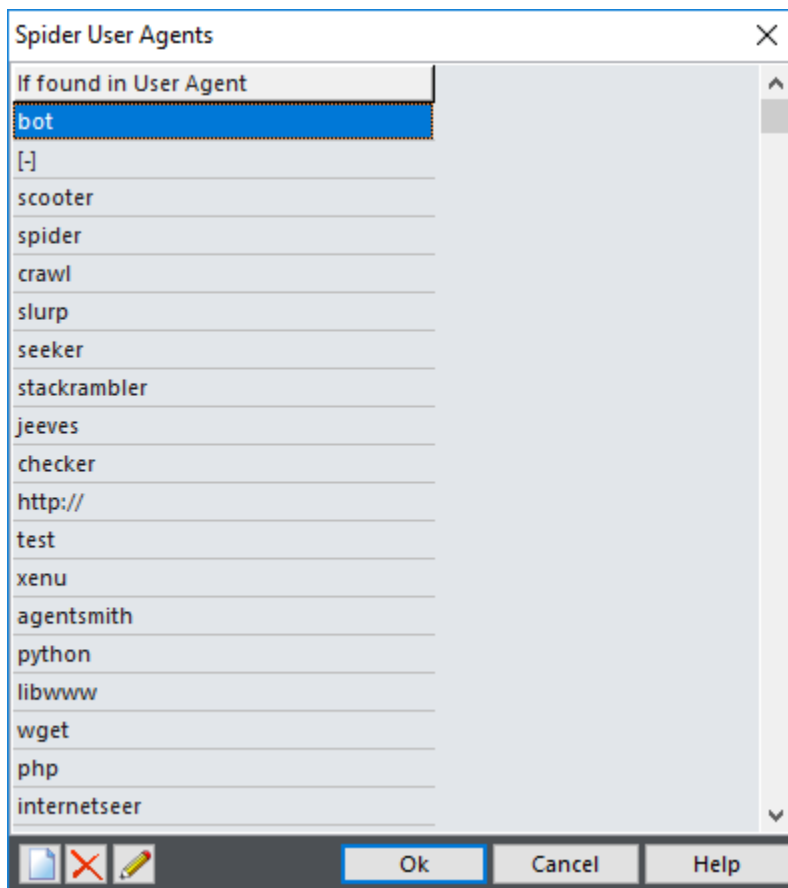 Spider User Agents
If found in User Agent
bot
[-]
scooter
spider
crawl
slurp
seeker
stackrambler
jeeves
checker
http://
test
xenu
agentsmith
python
libwww
wget
php
internetseer
Ok Cancel Help